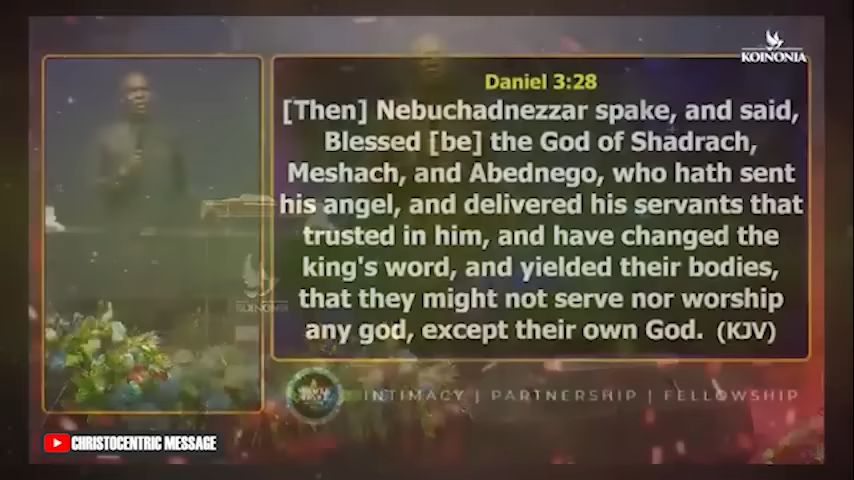 KOINONIA
Daniel 3:28
[Then] Nebuchadnezzar spake, and said,
Blessed [be] the God of Shadrach,
Meshach, and Abednego, who hath sent
his angel, and delivered his servants that
trusted in him, and have changed the
king's word, and yielded their bodies,
that they might not serve nor worship
any god, except their own God. (KJV)
KOINONIA
INTIMACY | PARTNERSHIP | FELLOWSHIP
CHRISTOCENTRIC MESSAGE